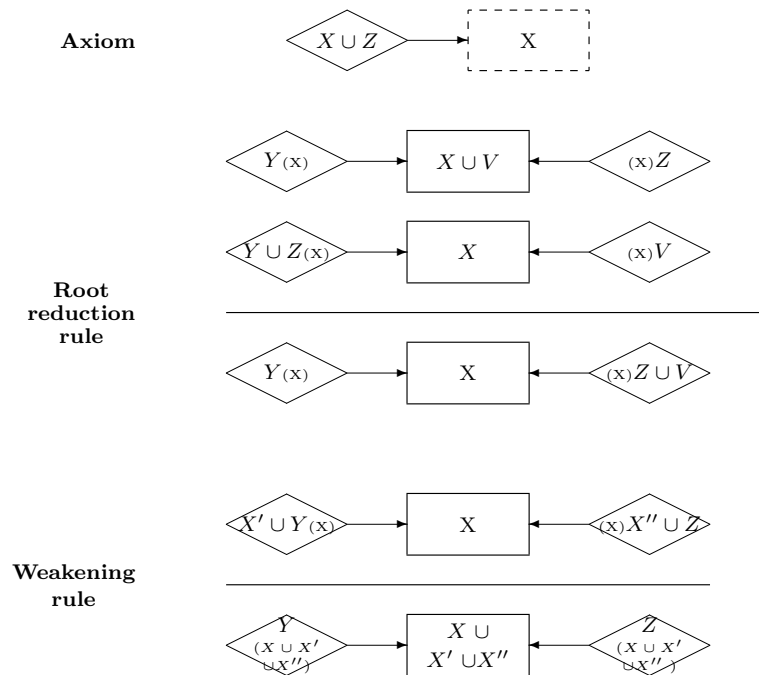 Axiom X ∪ Z X
Y(X) X ∪ V (X)Z
Y ∪ Z(X) X (X)V
Root
reduction
rule
Y(X) X (X)Z ∪ V
X′ ∪ Y(X) X (X)X″ ∪ Z
Weakening
rule
Y X ∪ Z
(X ∪ X′ X′ ∪X″ (X ∪ X′
∪X″) ∪X″ )